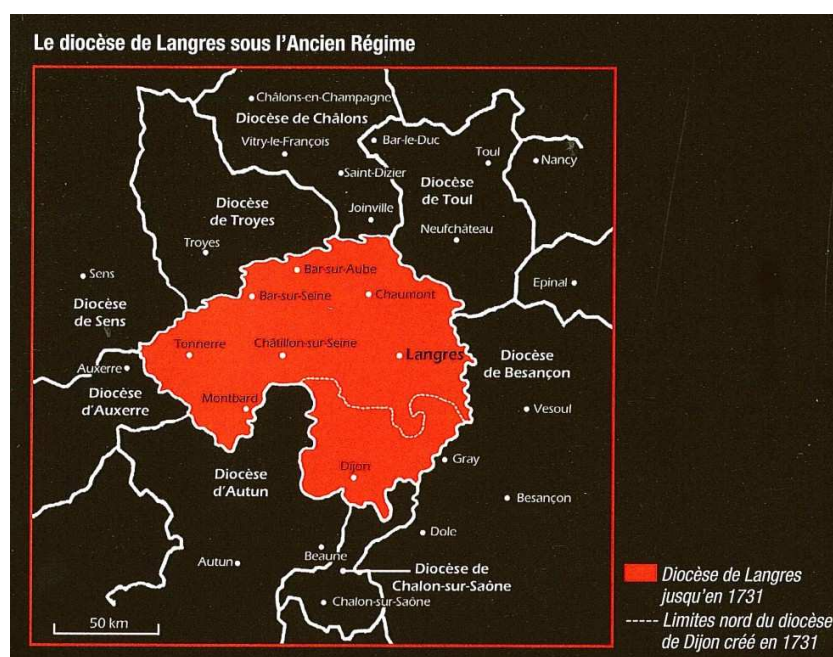 Le diocèse de Langres sous l'Ancien Régime
Châlons-en-Champagne
Diocèse de Châlons
Vitry-le-François
Bar-le-Duc
Toul
Nancy
Saint-Dizier
Diocèse
de Toul
Diocèse
de Troyes
Joinville
Neufchâteau
Troyes
Sens
Bar-sur-Aube
Epinal
Bar-sur-Seine
Chaumont
Diocèse
de Sens
Tonnerre
Châtillon-sur-Seine
Langres
Diocèse
de Besançon
Auxerre
Diocèse
d'Auxerre
Montbard
Vesoul
Diocèse
d'Autun
Dijon
Gray
Besançon
Dole
Beaune
Autun
Diocèse de
Chalon-sur-Saône
Chalon-sur-Saône
50 km
Diocèse de Langres
jusqu'en 1731
Limites nord du diocèse
de Dijon créé en 1731